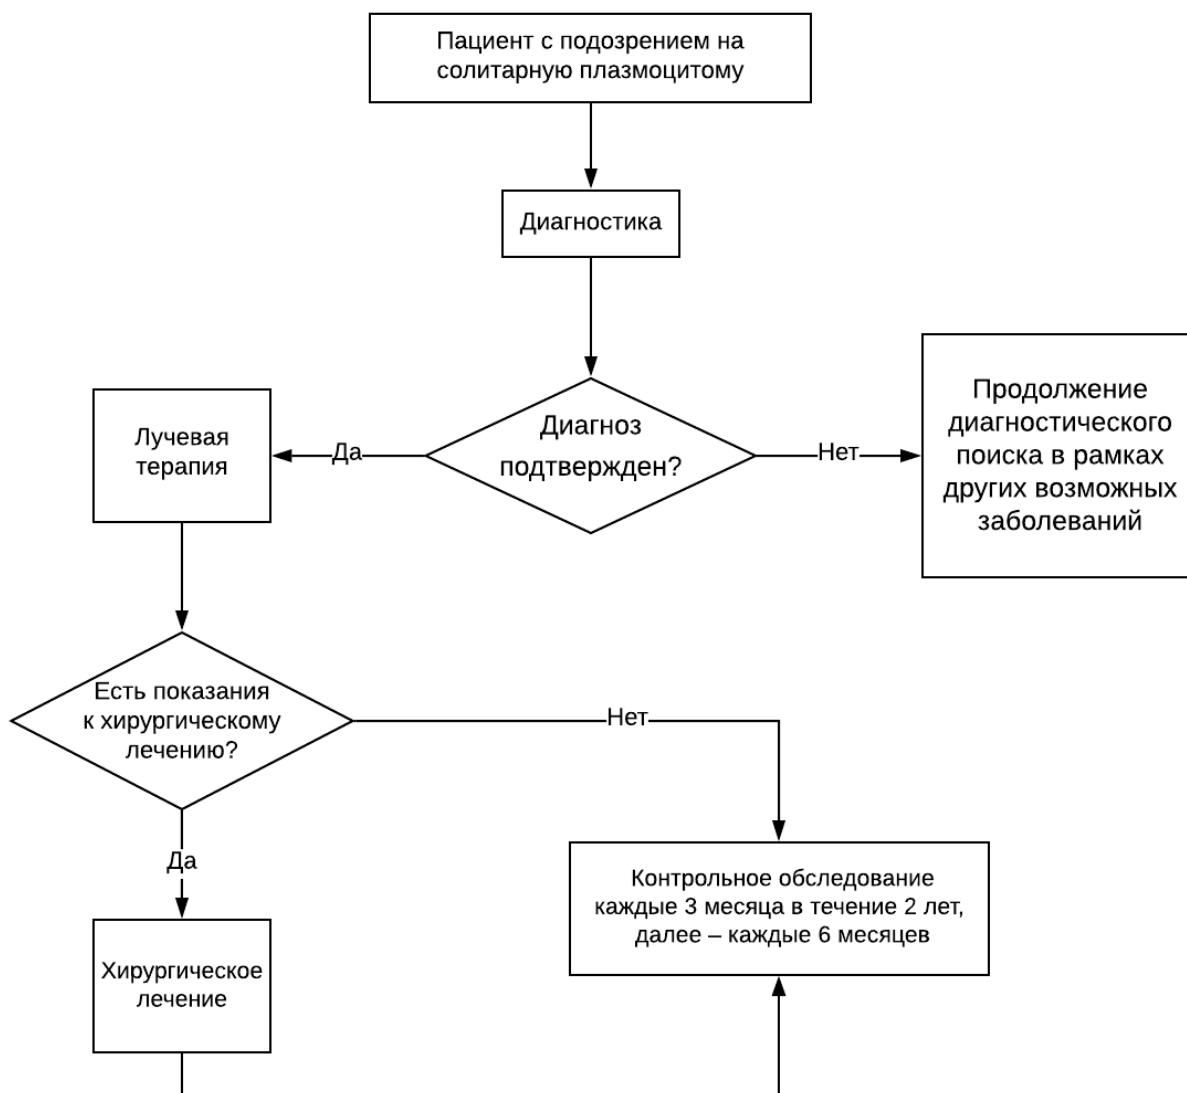 Пациент с подозрением на
солитарную плазмоцитому
Диагностика
Диагноз
подтвержден?
Да
Нет
Лучевая
терапия
Продолжение
диагностического
поиска в рамках
других возможных
заболеваний
Есть показания
к хирургическому
лечению?
Нет
Да
Контрольное обследование
каждые 3 месяца в течение 2 лет,
далее – каждые 6 месяцев
Хирургическое
лечение